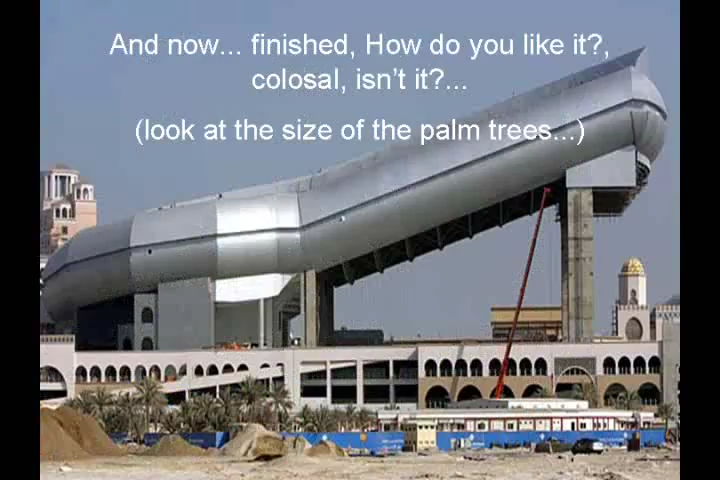 And now... finished, How do you like it?,
colosal, isn't it?...
(look at the size of the palm trees...)